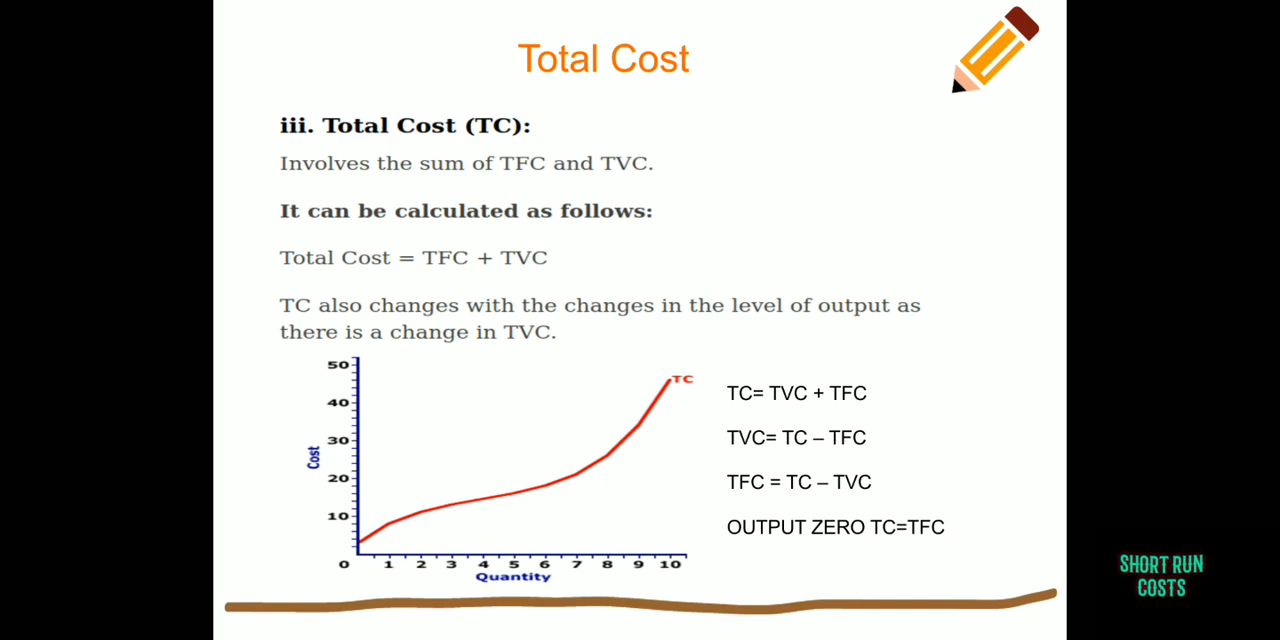 Total Cost
iii. Total Cost (TC):
Involves the sum of TFC and TVC.
It can be calculated as follows:
Total Cost = TFC + TVC
TC also changes with the changes in the level of output as
there is a change in TVC.
50
40
30
20
10
0
Cost
TC
1 2 3 4 5 6 7 8 9 10
Quantity
TC= TVC + TFC
TVC= TC – TFC
TFC = TC – TVC
OUTPUT ZERO TC=TFC
SHORT RUN
COSTS